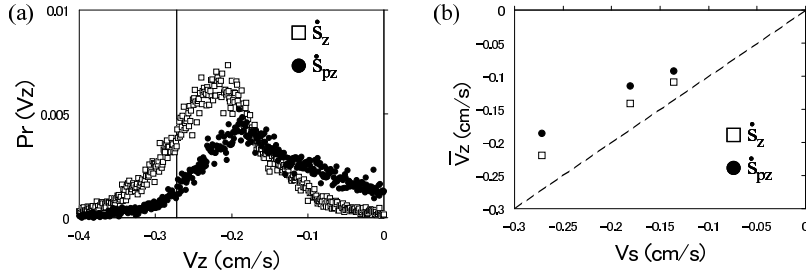 (a)
0.01
0.005
0
Pr (Vz)
Ṡz
Ṡpz
−0.4
−0.3
−0.2
−0.1
0
Vz (cm/s)
(b)
0
−0.05
−0.1
−0.15
−0.2
−0.25
−0.3
V̄z (cm/s)
Ṡz
Ṡpz
−0.3
−0.25
−0.2
−0.15
−0.1
−0.05
0
Vs (cm/s)